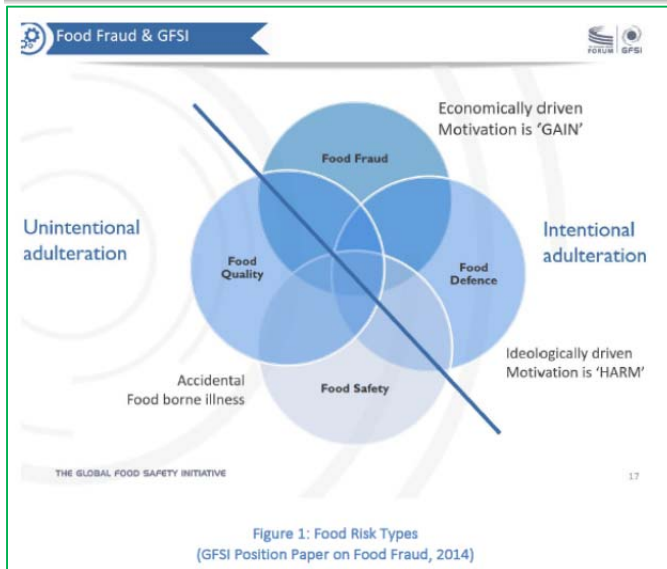 Food Fraud & GFSI
FORUM GFSI
Economically driven
Motivation is ‘GAIN’
Food Fraud
Unintentional
adulteration
Intentional
adulteration
Food
Quality
Food
Defence
Ideologically driven
Motivation is ‘HARM’
Accidental
Food borne illness
Food Safety
THE GLOBAL FOOD SAFETY INITIATIVE
17
Figure 1: Food Risk Types
(GFSI Position Paper on Food Fraud, 2014)